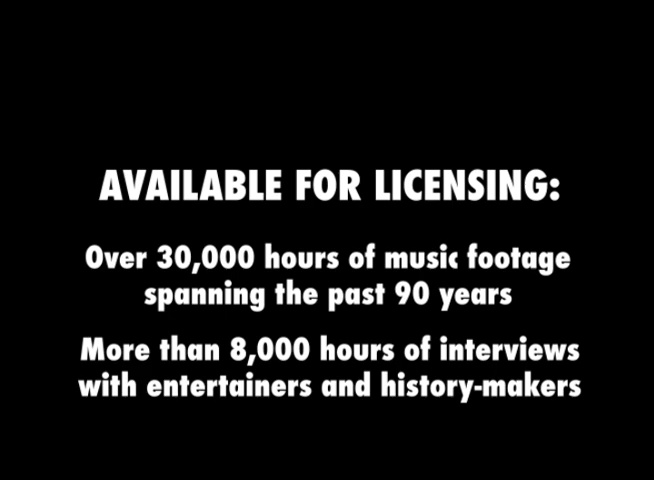 AVAILABLE FOR LICENSING:
Over 30,000 hours of music footage
spanning the past 90 years
More than 8,000 hours of interviews
with entertainers and history-makers